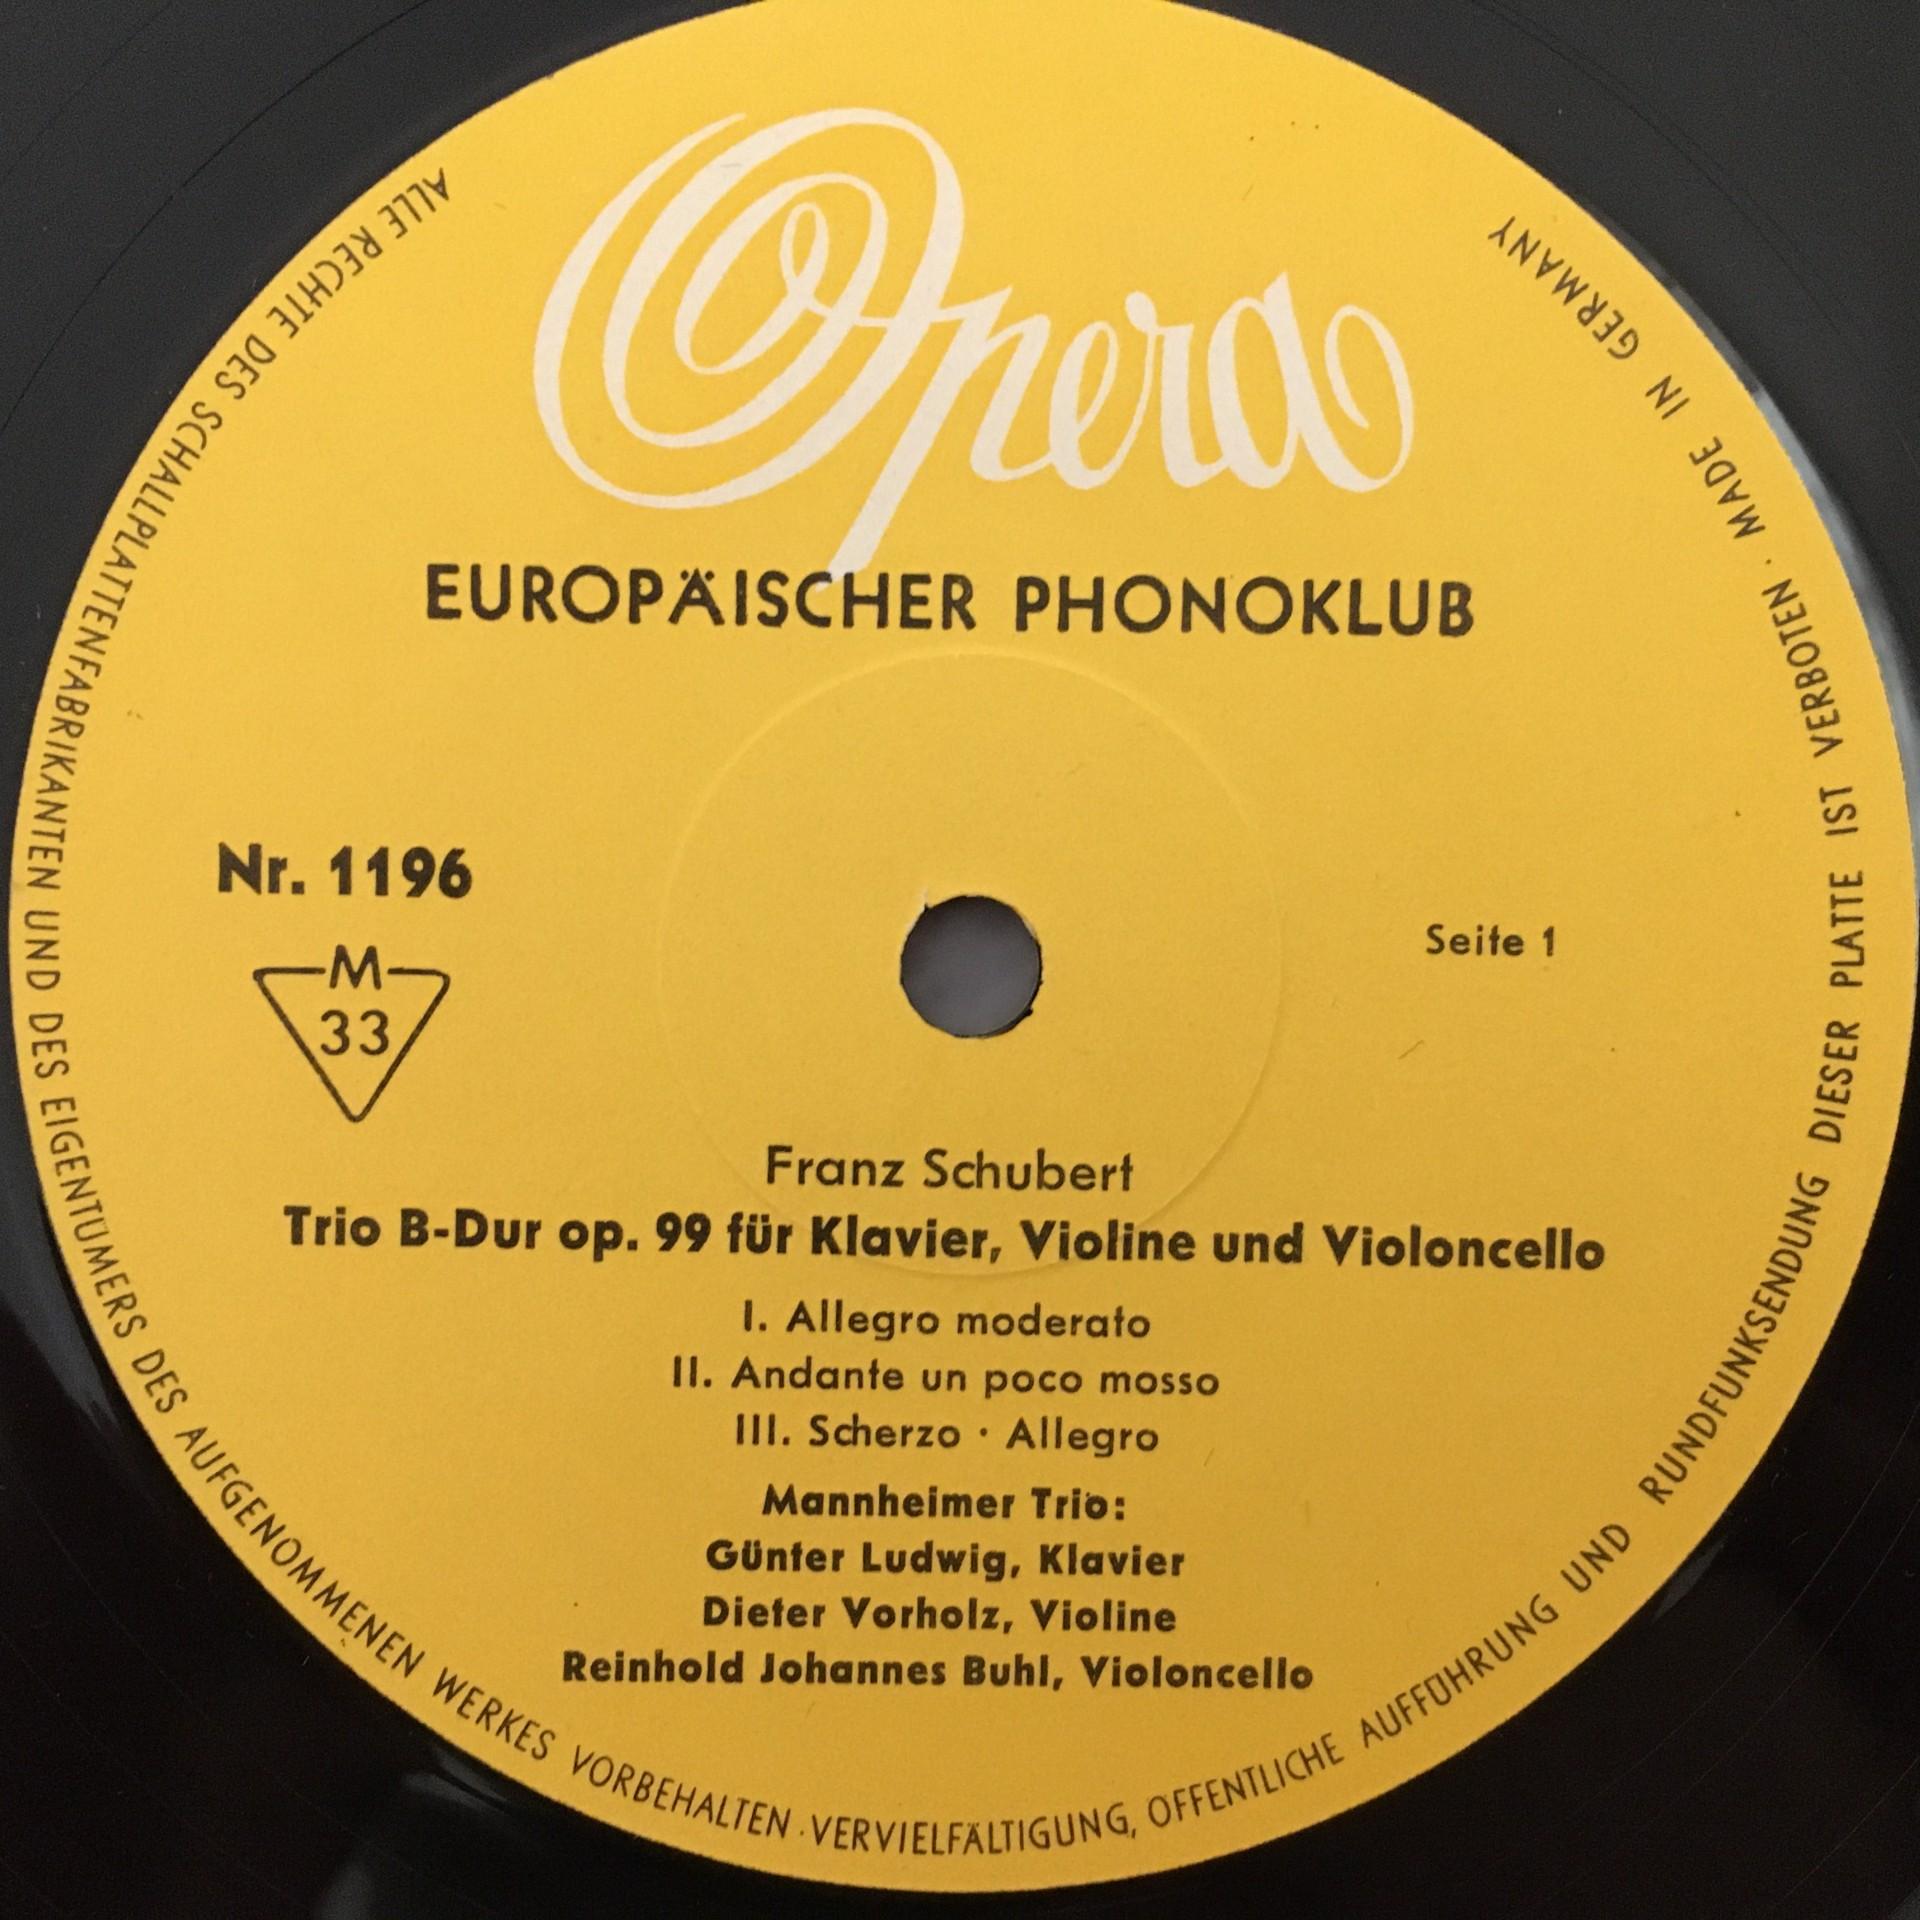 Opera
EUROPÄISCHER PHONOKLUB
Nr. 1196
M
33
Seite 1
Franz Schubert
Trio B-Dur op. 99 für Klavier, Violine und Violoncello
I. Allegro moderato
II. Andante un poco mosso
III. Scherzo · Allegro
Mannheimer Trio:
Günter Ludwig, Klavier
Dieter Vorholz, Violine
Reinhold Johannes Buhl, Violoncello
ALLE RECHTE DES SCHALLPLATTENFABRIKANTEN UND DES EIGENTÜMERS DES AUFGENOMMENEN WERKES VORBEHALTEN · VERVIELFÄLTIGUNG, ÖFFENTLICHE AUFFÜHRUNG UND RUNDFUNKSENDUNG DIESER PLATTE IST VERBOTEN · MADE IN GERMANY